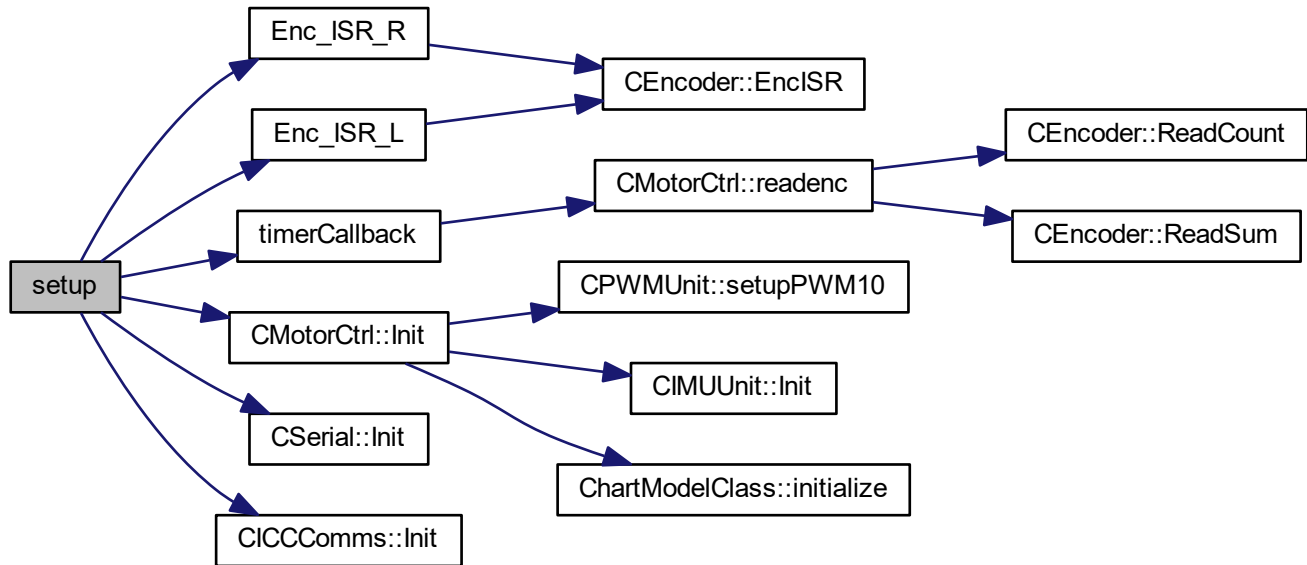 Enc_ISR_R
CEncoder::EncISR
Enc_ISR_L
CEncoder::ReadCount
CMotorCtrl::readenc
timerCallback
CEncoder::ReadSum
setup
CPWMUnit::setupPWM10
CMotorCtrl::Init
CIMUUnit::Init
CSerial::Init
ChartModelClass::initialize
CICCComms::Init